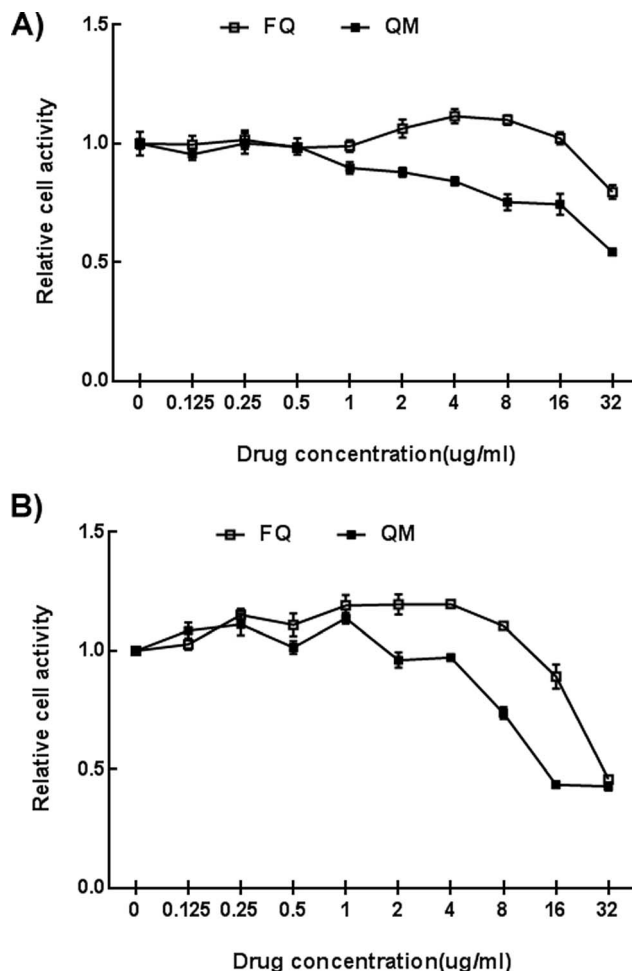 A)
FQ QM
1.5
1.0
0.5
0.0
Relative cell activity
0 0.125 0.25 0.5 1 2 4 8 16 32
Drug concentration(ug/ml)
B)
FQ QM
1.5
1.0
0.5
0.0
Relative cell activity
0 0.125 0.25 0.5 1 2 4 8 16 32
Drug concentration(ug/ml)